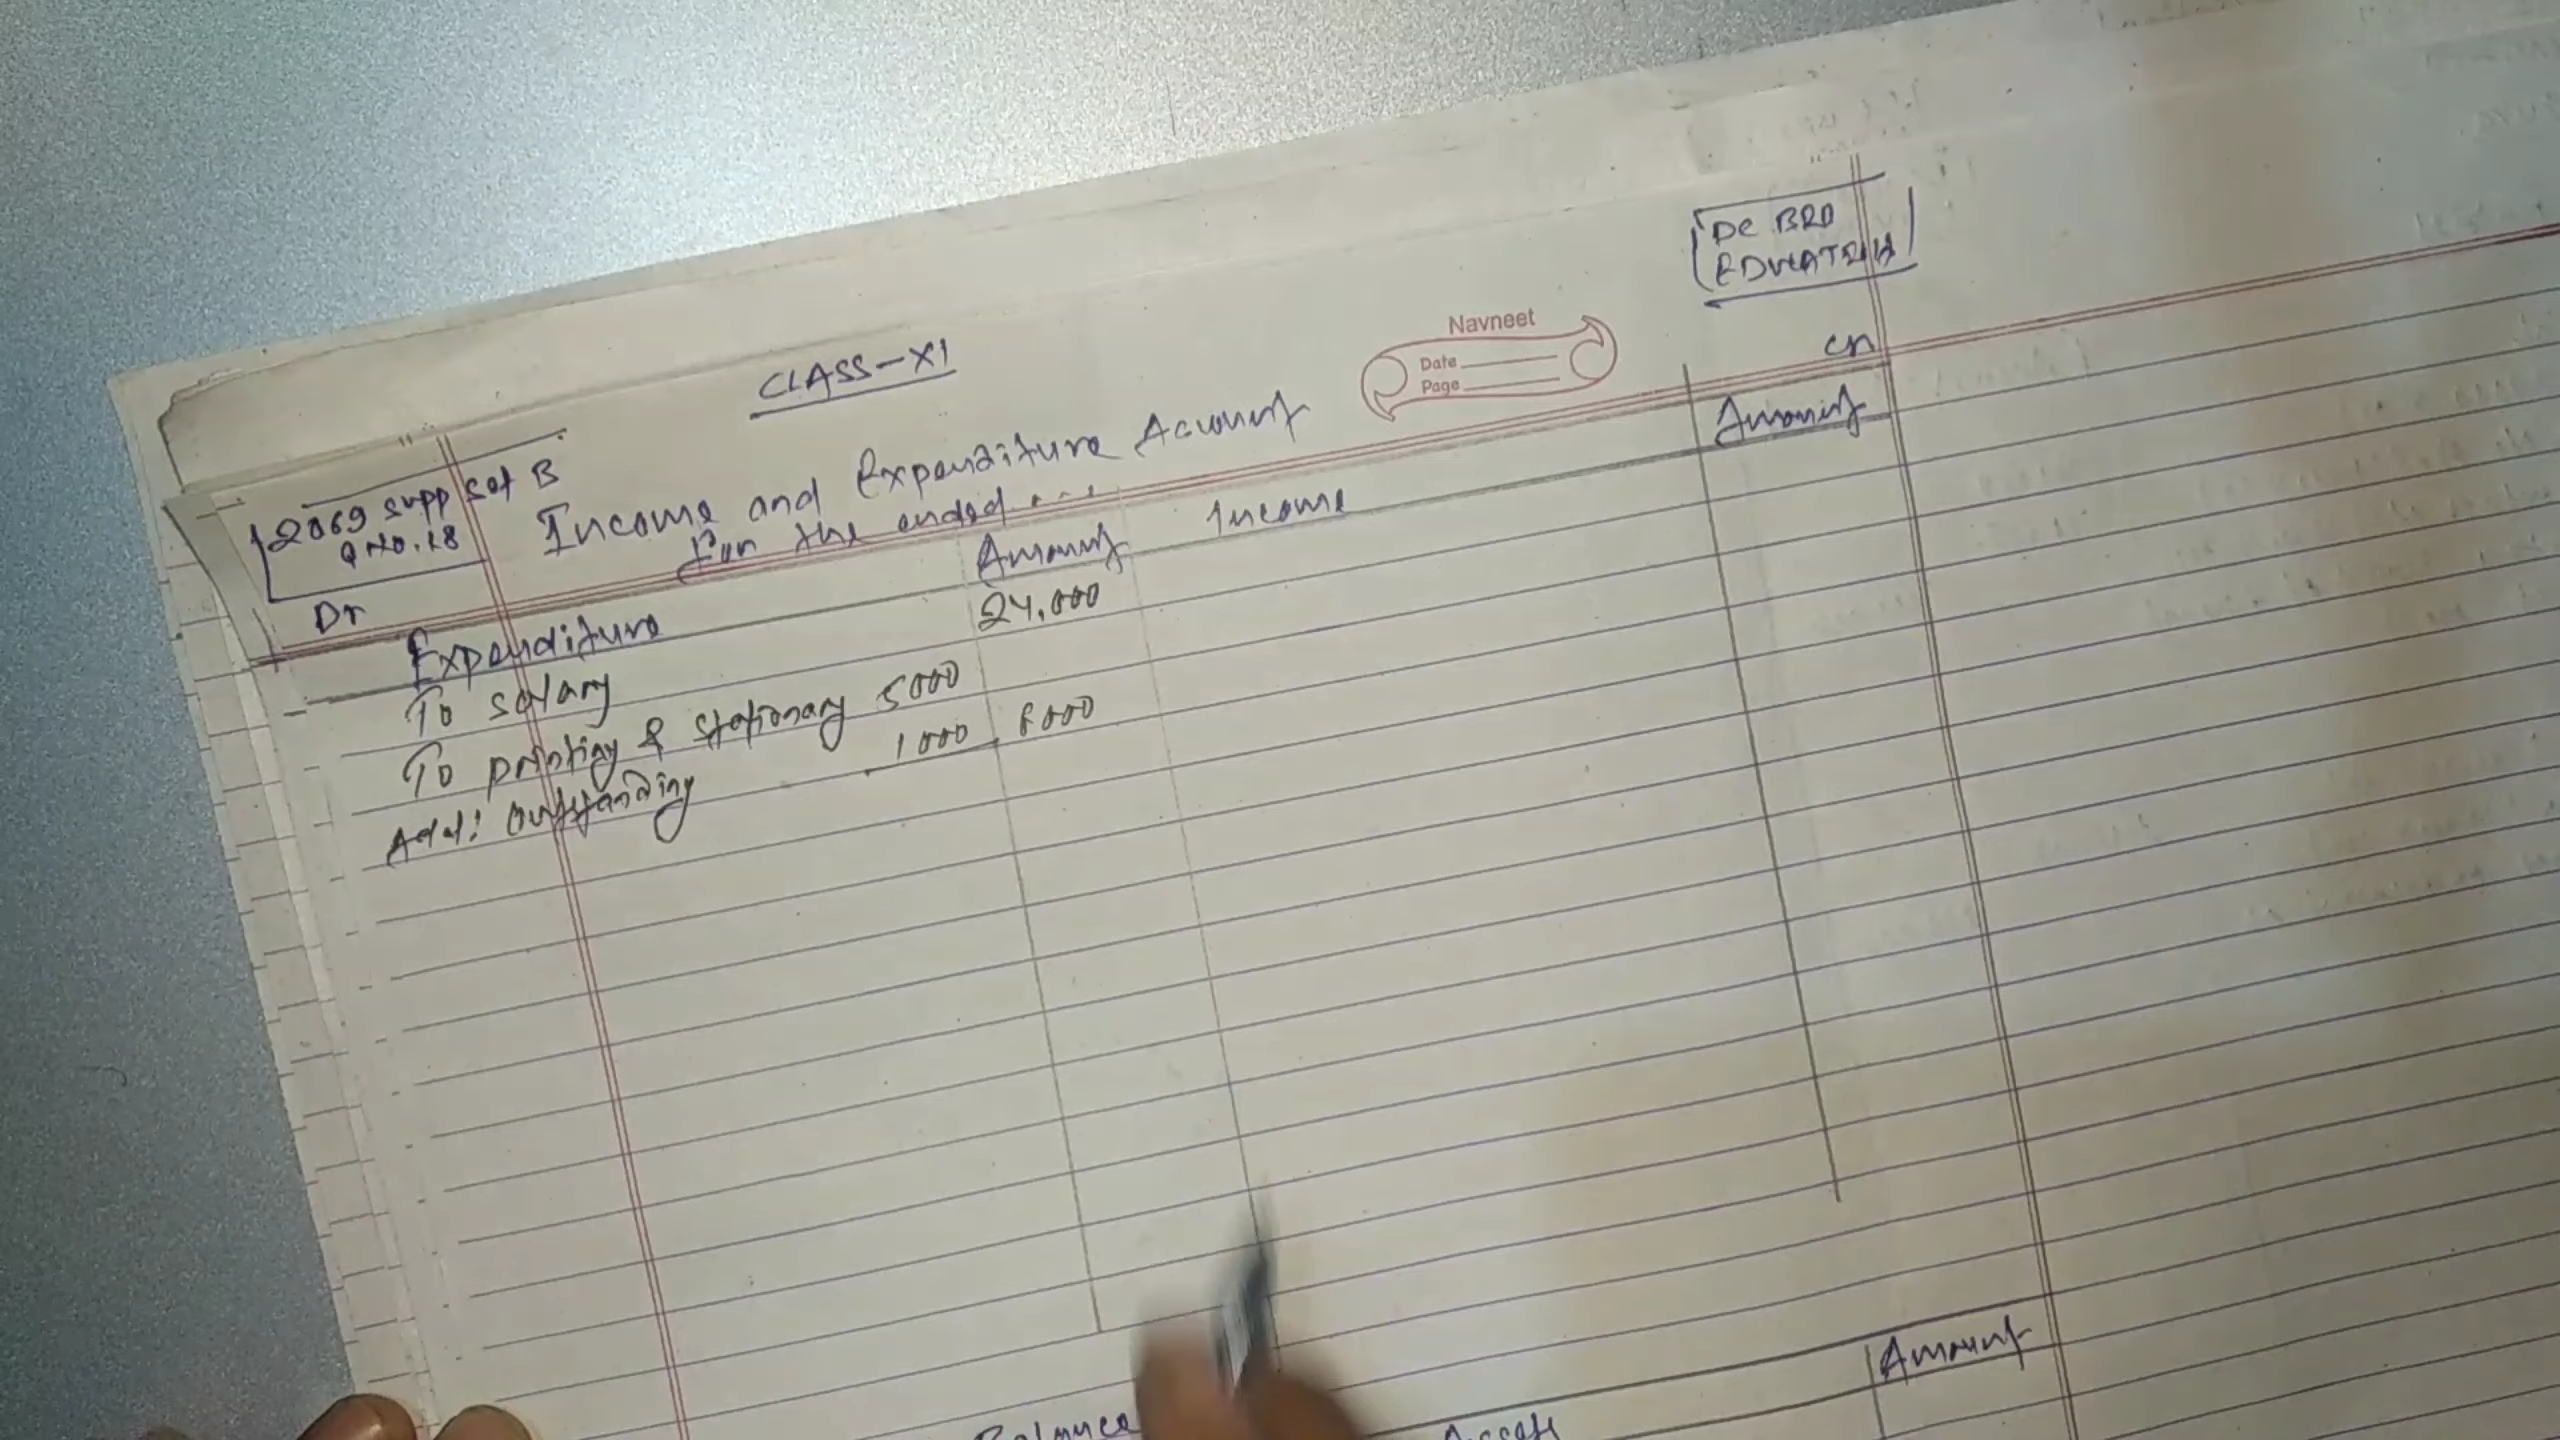 DC BRO
EDUCATION
Navneet
Date
Page
CLASS-XI
2069 supp set B
Q No. 18
Income and Expenditure Account
For the ended ...
Dr
Cr
Expenditure Amount Income Amount
To salary 24,000
To printing & stationary 5000
Add: outstanding 1000 6000
Balance
Amount